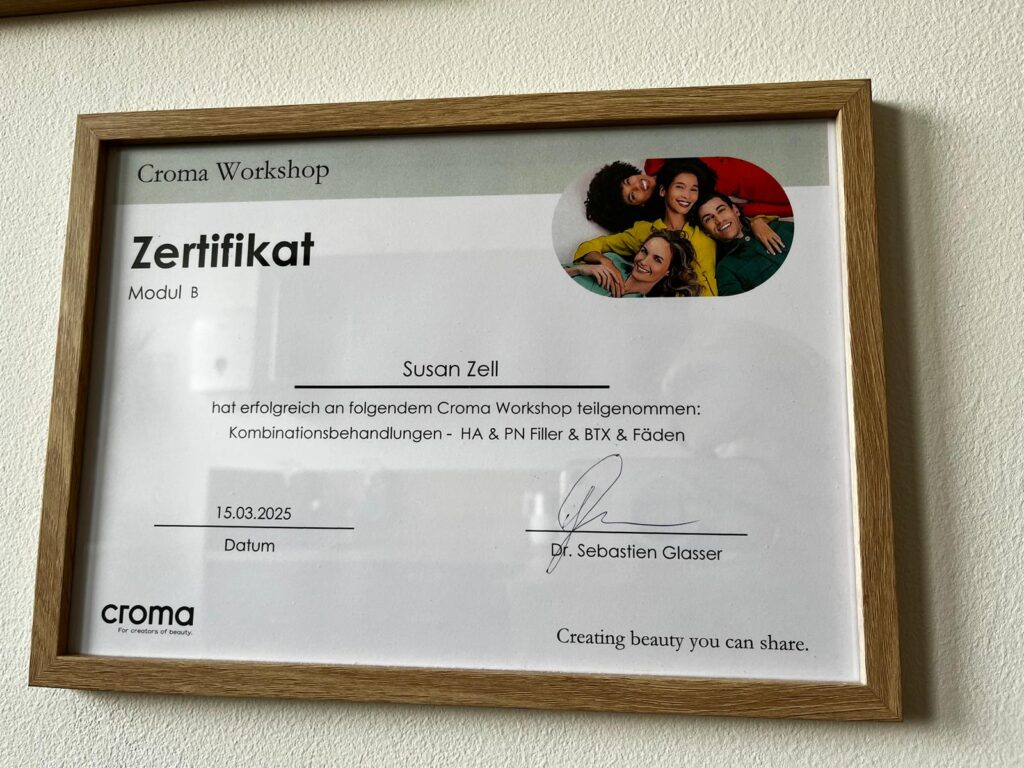 Croma Workshop
Zertifikat
Modul B
Susan Zell
hat erfolgreich an folgendem Croma Workshop teilgenommen:
Kombinationsbehandlungen - HA & PN Filler & BTX & Fäden
15.03.2025
Datum
Dr. Sebastien Glasser
croma
For creators of beauty.
Creating beauty you can share.